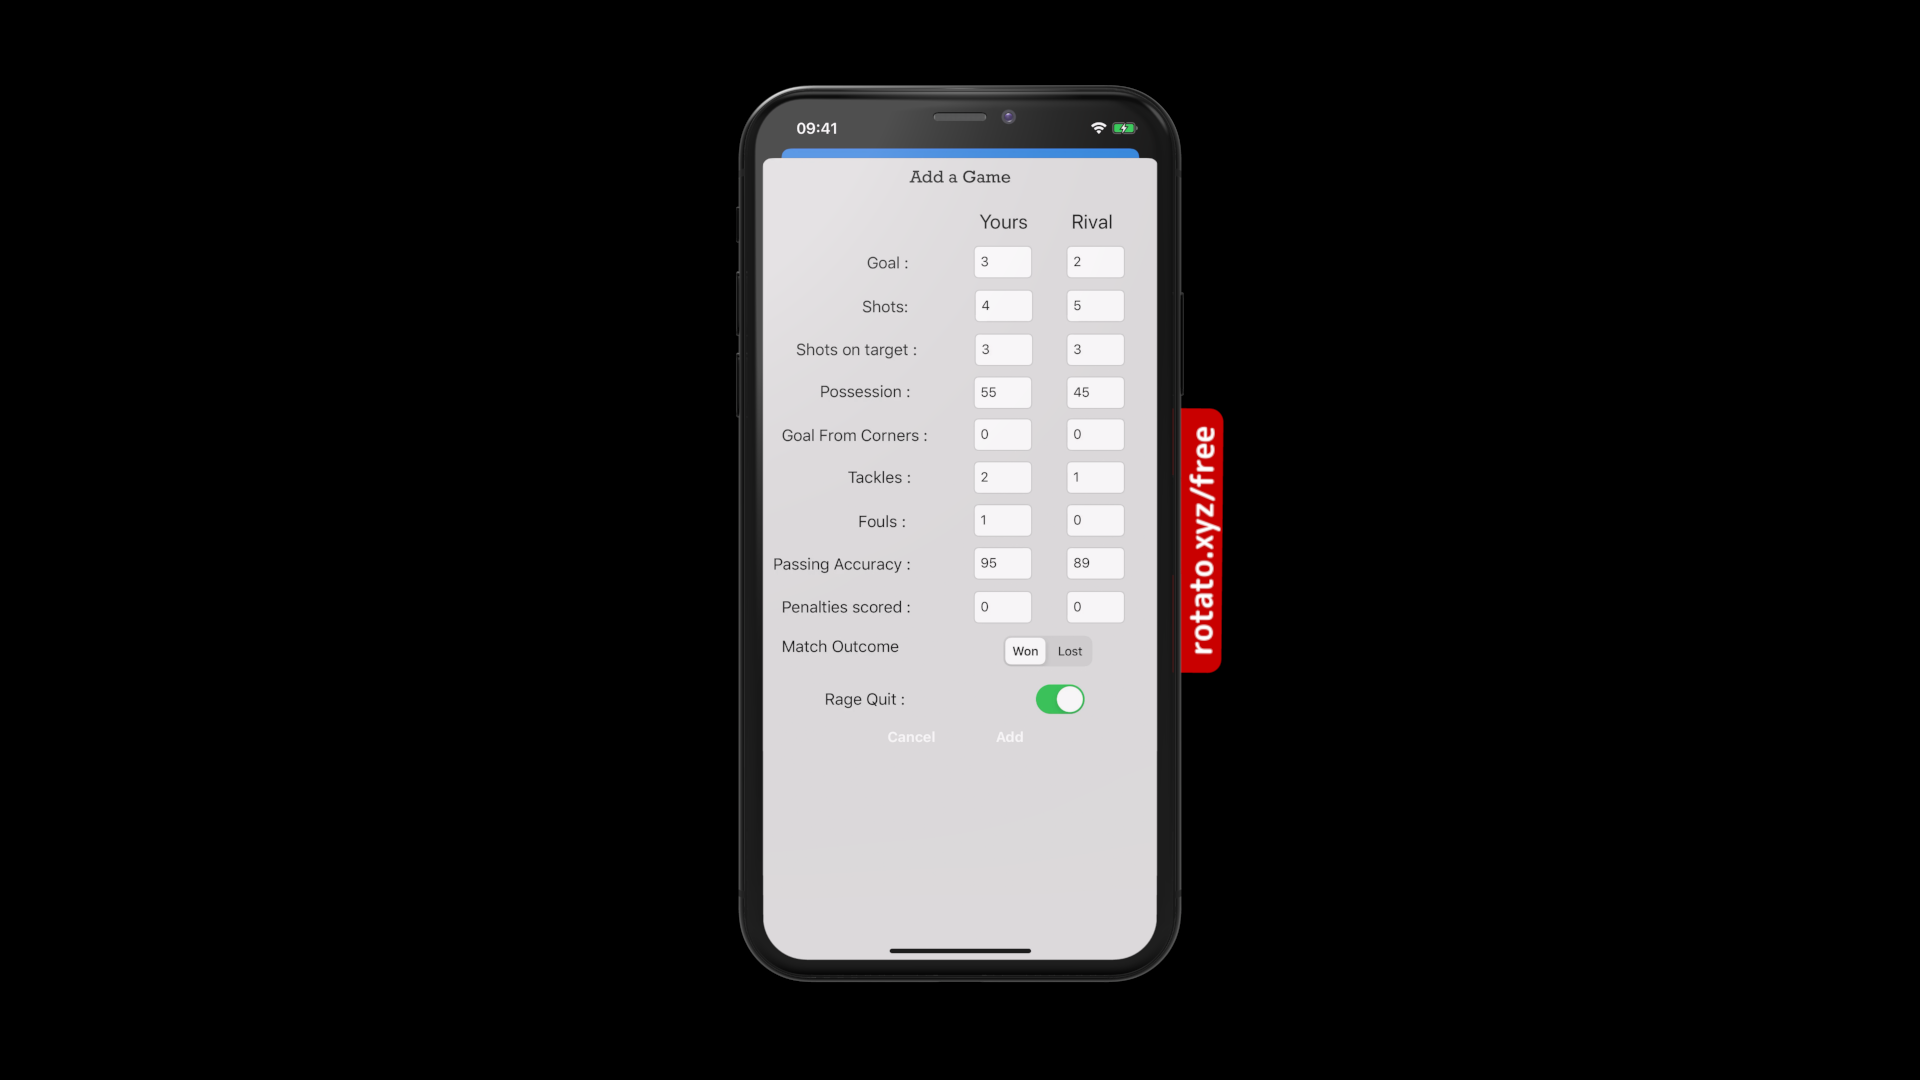 09:41
Add a Game
Yours Rival
Goal : 3 2
Shots: 4 5
Shots on target : 3 3
Possession : 55 45
Goal From Corners : 0 0
Tackles : 2 1
Fouls : 1 0
Passing Accuracy : 95 89
Penalties scored : 0 0
Match Outcome Won Lost
Rage Quit :
Cancel Add
rotato.xyz/free